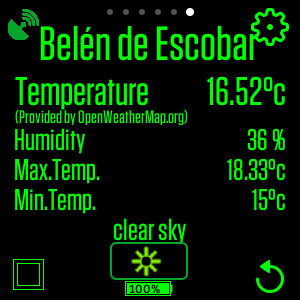 Belén de Escobar
Temperature 16.52ºc
(Provided by OpenWeatherMap.org)
Humidity 36 %
Max.Temp. 18.33ºc
Min.Temp. 15ºc
clear sky
100%